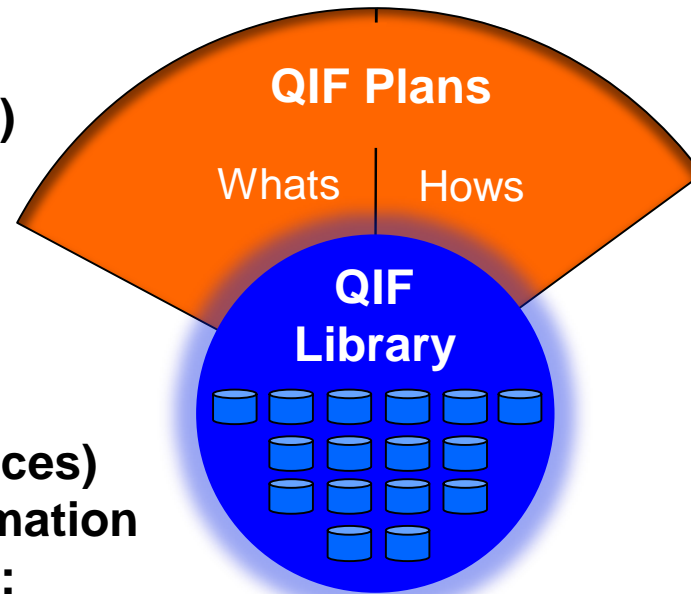 QIF Plans
)
Whats Hows
QIF
Library
ces)
mation
: